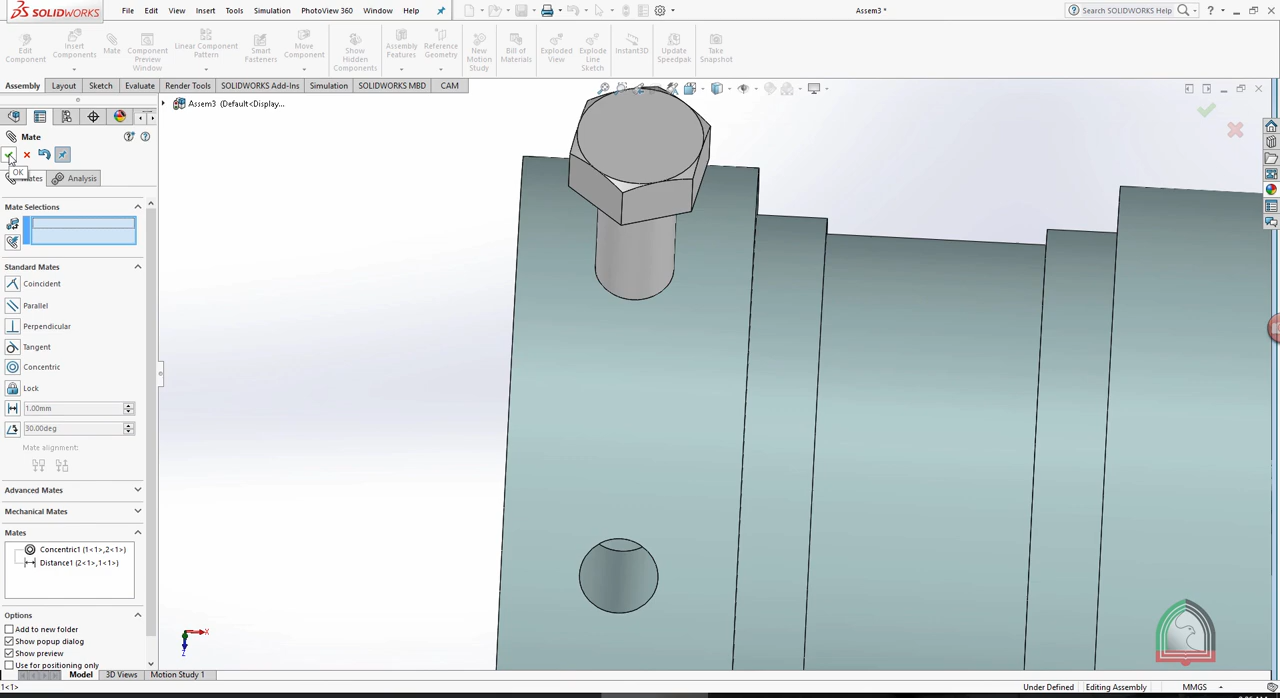 SOLIDWORKS File Edit View Insert Tools Simulation PhotoView 360 Window Help Assem3 * Search SOLIDWORKS Help
Edit Component
Insert Components
Mate
Component Preview Window
Linear Component Pattern
Smart Fasteners
Move Component
Show Hidden Components
Assembly Features
Reference Geometry
New Motion Study
Bill of Materials
Exploded View
Explode Line Sketch
Instant3D
Update Speedpak
Take Snapshot
Assembly Layout Sketch Evaluate Render Tools SOLIDWORKS Add-Ins Simulation SOLIDWORKS MBD CAM
Assem3 (Default<Display...
Mate
OK
Mates Analysis
Mate Selections
Standard Mates
Coincident
Parallel
Perpendicular
Tangent
Concentric
Lock
1.00mm
30.00deg
Mate alignment:
Advanced Mates
Mechanical Mates
Mates
Concentric1 (1<1>,2<1>)
Distance1 (2<1>,1<1>)
Options
Add to new folder
Show popup dialog
Show preview
Use for positioning only
X
Z
Model 3D Views Motion Study 1
1<1> Under Defined Editing Assembly MMGS